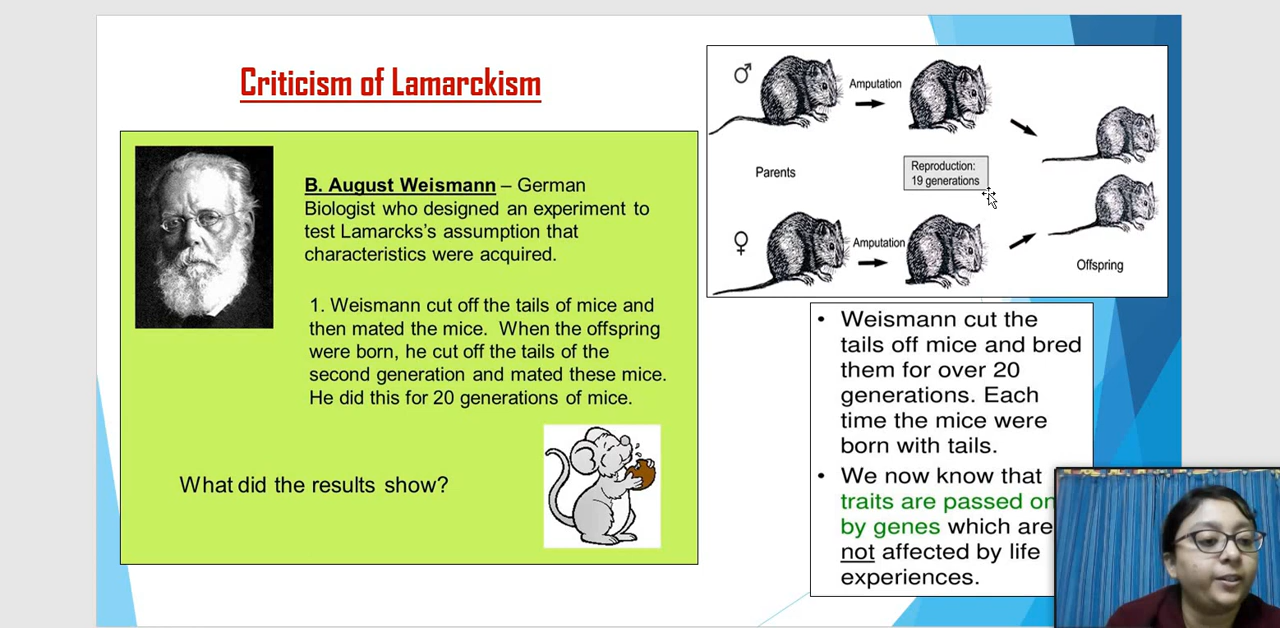 Criticism of Lamarckism
B. August Weismann – German
Biologist who designed an experiment to
test Lamarcks's assumption that
characteristics were acquired.
1. Weismann cut off the tails of mice and
then mated the mice. When the offspring
were born, he cut off the tails of the
second generation and mated these mice.
He did this for 20 generations of mice.
What did the results show?
♂
Amputation
Parents
Reproduction:
19 generations
♀
Amputation
Offspring
• Weismann cut the
tails off mice and bred
them for over 20
generations. Each
time the mice were
born with tails.
• We now know that
traits are passed on
by genes which are
not affected by life
experiences.